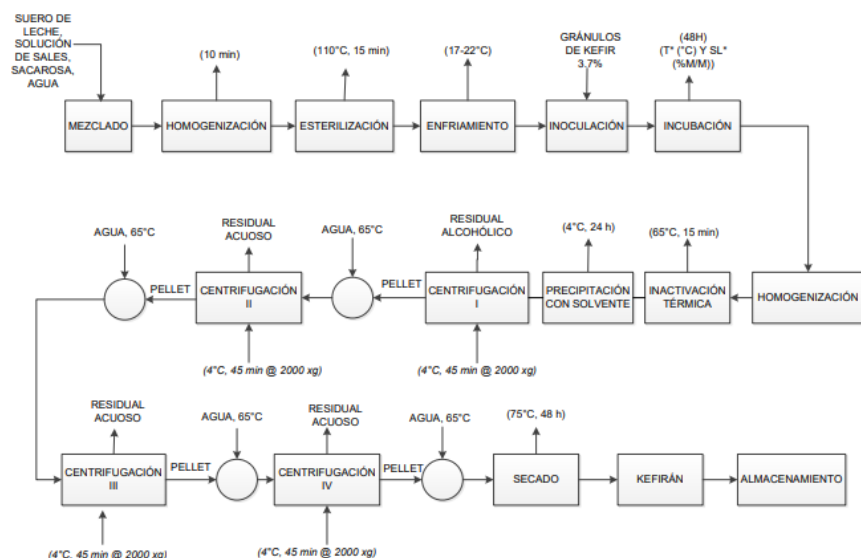 SUERO DE
LECHE,
SOLUCIÓN
DE SALES,
SACAROSA,
AGUA
(10 min)
(110°C, 15 min)
(17-22°C)
GRÁNULOS
DE KEFIR
3.7%
(48H)
(T* (°C) Y SL*
(%M/M))
MEZCLADO
HOMOGENIZACIÓN
ESTERILIZACIÓN
ENFRIAMIENTO
INOCULACIÓN
INCUBACIÓN
AGUA, 65°C
RESIDUAL
ACUOSO
AGUA, 65°C
RESIDUAL
ALCOHÓLICO
(4°C, 24 h)
(65°C, 15 min)
PELLET
CENTRIFUGACIÓN
II
PELLET
CENTRIFUGACIÓN
I
PRECIPITACIÓN
CON SOLVENTE
INACTIVACIÓN
TÉRMICA
HOMOGENIZACIÓN
(4°C, 45 min @ 2000 xg)
(4°C, 45 min @ 2000 xg)
RESIDUAL
ACUOSO
AGUA, 65°C
RESIDUAL
ACUOSO
AGUA, 65°C
(75°C, 48 h)
CENTRIFUGACIÓN
III
PELLET
CENTRIFUGACIÓN
IV
PELLET
SECADO
KEFIRÁN
ALMACENAMIENTO
(4°C, 45 min @ 2000 xg)
(4°C, 45 min @ 2000 xg)